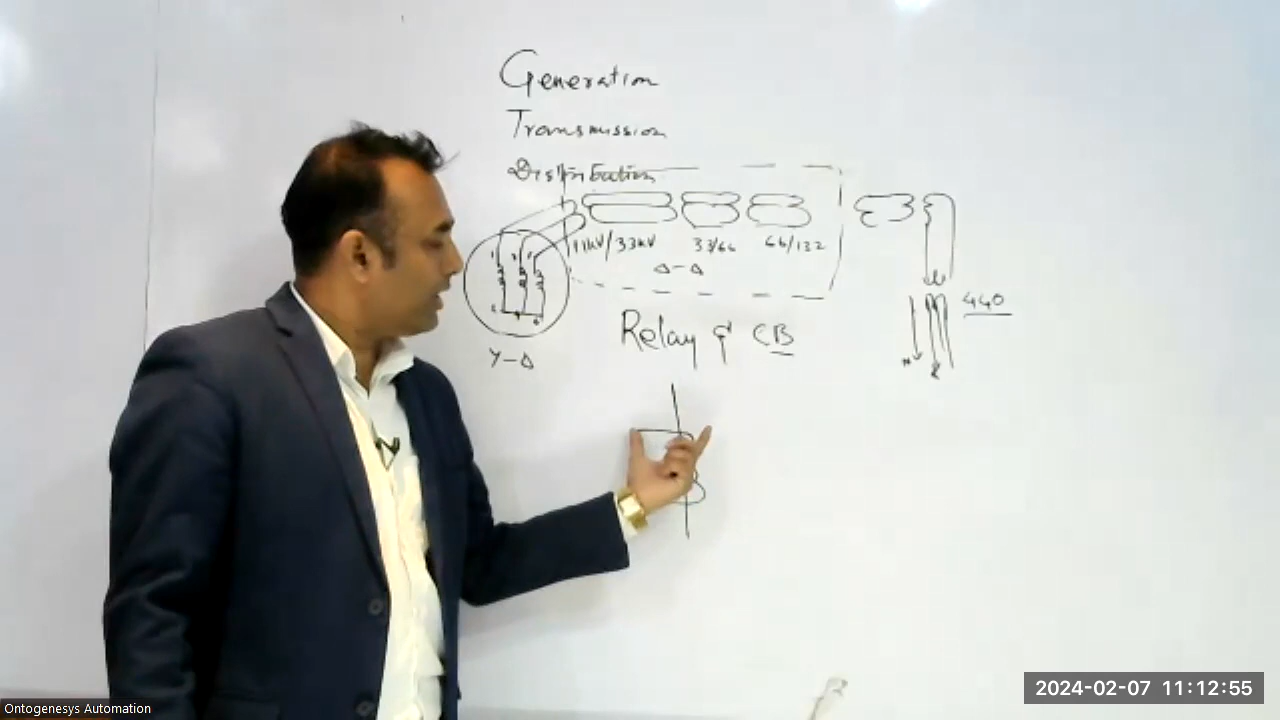 Generation
Transmission
Distribution
11kV/33kV 33/66 66/132
Δ-Δ
440
Relay & CB
Y-Δ
N
R
Ontogenesys Automation
2024-02-07 11:12:55